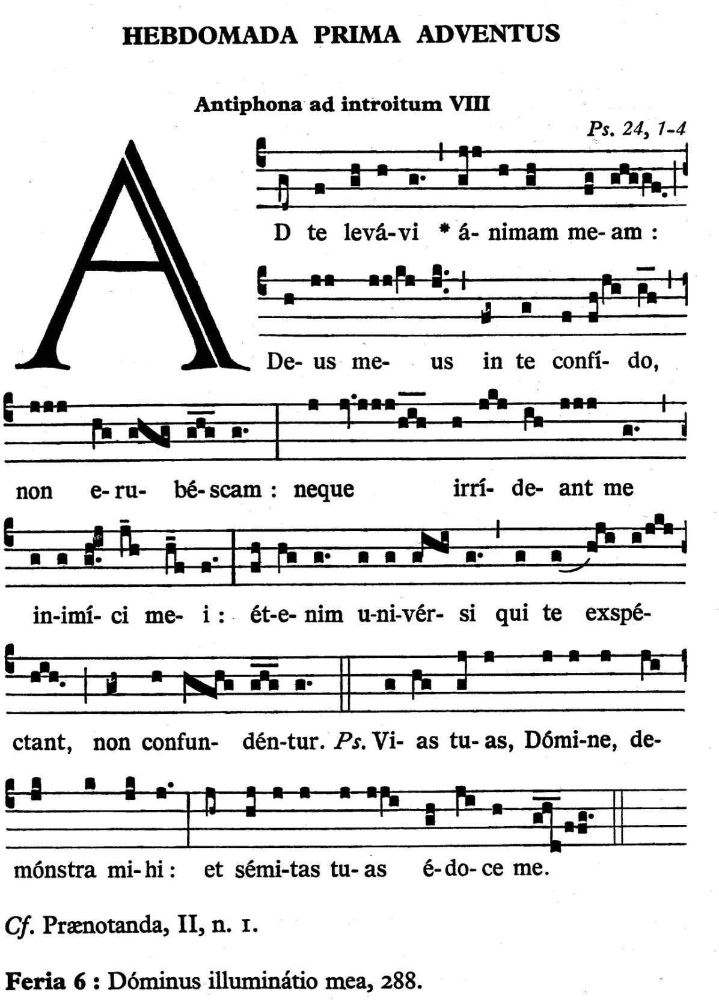 HEBDOMADA PRIMA ADVENTUS
Antiphona ad introitum VIII
Ps. 24, 1-4
AD te levá-vi * á- nimam me- am :
De- us me- us in te confí- do,
non e- ru- bé- scam : neque irrí- de- ant me
in-imí- ci me- i : ét-e- nim u-ni-vér- si qui te exspé-
ctant, non confun- dén-tur. Ps. Vi- as tu- as, Dómi-ne, de-
mónstra mi-hi : et sémi-tas tu- as é-do- ce me.
Cf. Prænotanda, II, n. 1.
Feria 6 : Dóminus illuminátio mea, 288.